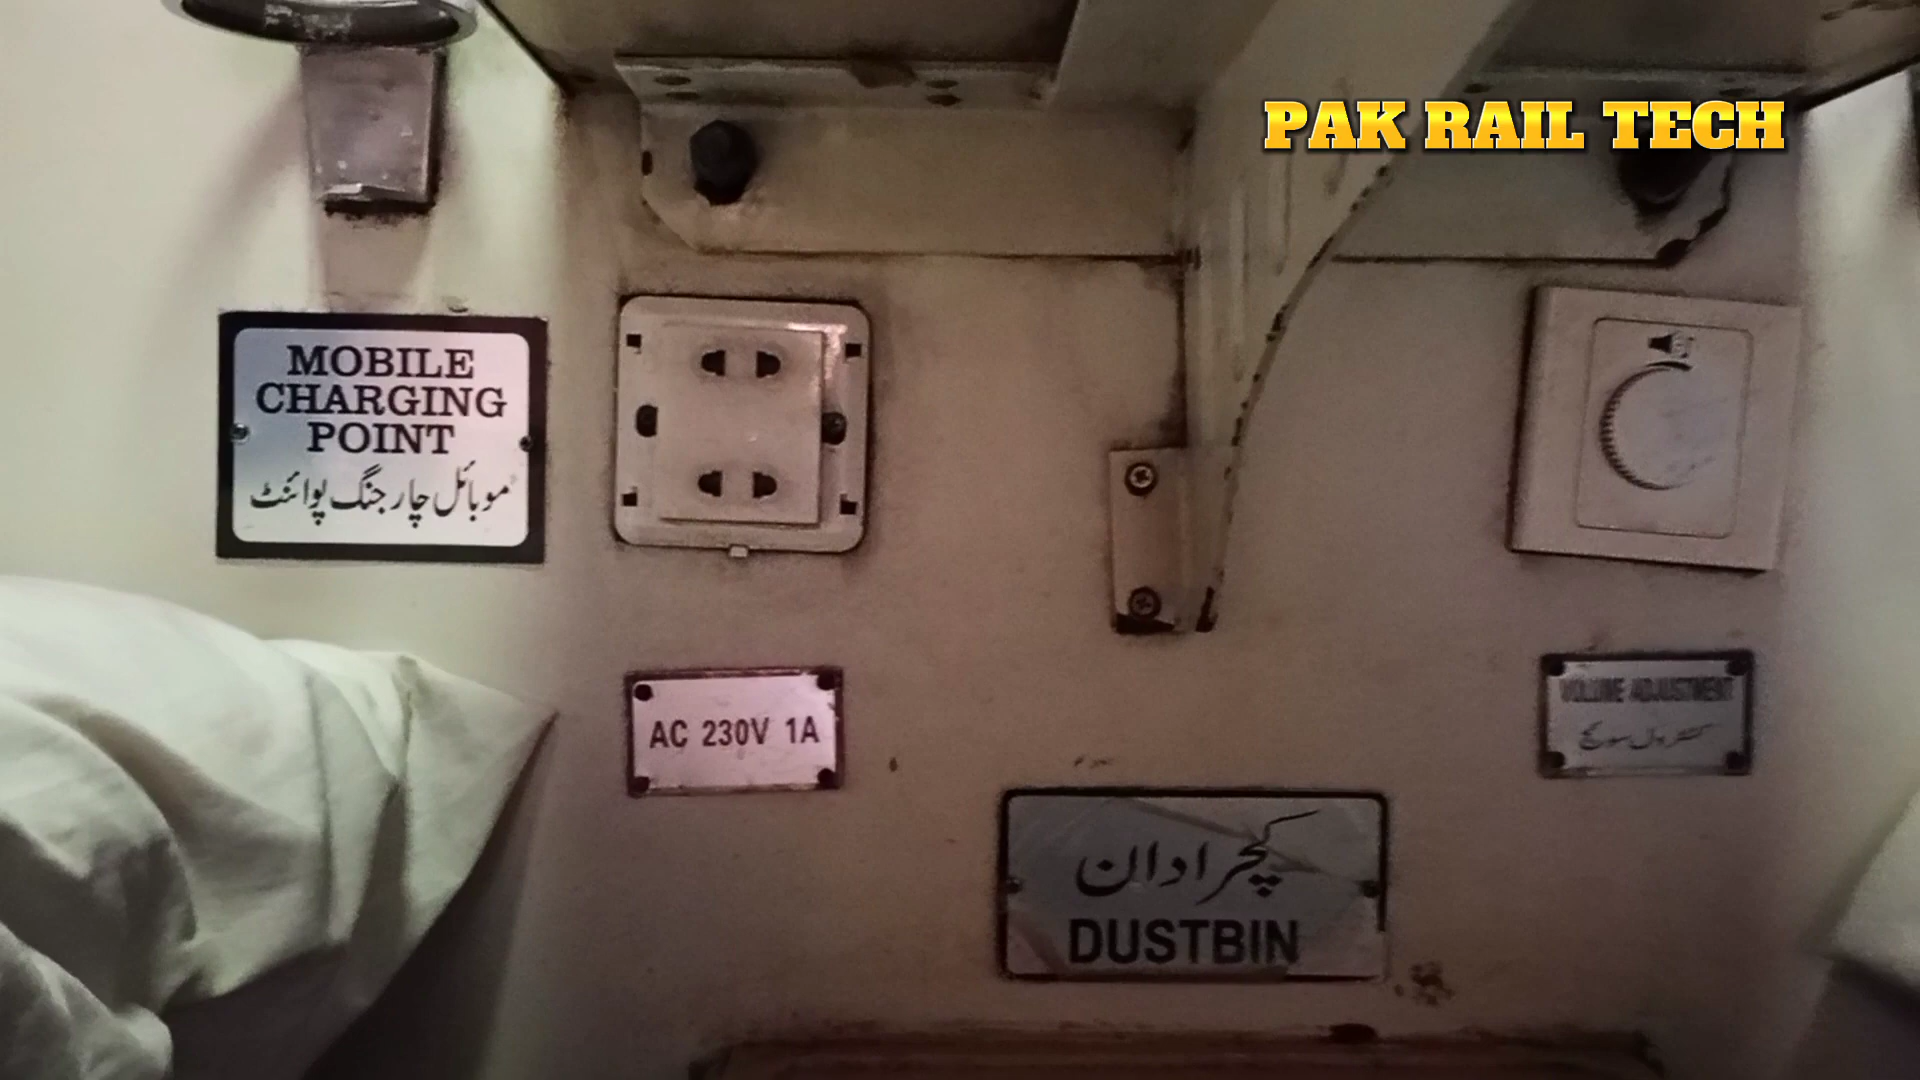 PAK RAIL TECH
MOBILE
CHARGING
POINT
موبائل چارجنگ پوائنٹ
AC 230V 1A
VOLUME ADJUSTMENT
کنٹرول سوئچ
کچرادان
DUSTBIN